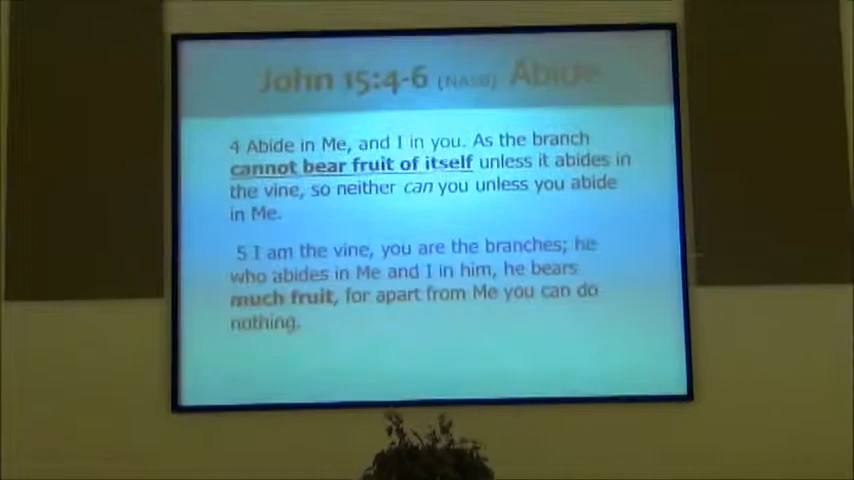 John 15:4-6 (NASB) Abide
4 Abide in Me, and I in you. As the branch
cannot bear fruit of itself unless it abides in
the vine, so neither can you unless you abide
in Me.
5 I am the vine, you are the branches; he
who abides in Me and I in him, he bears
much fruit, for apart from Me you can do
nothing.